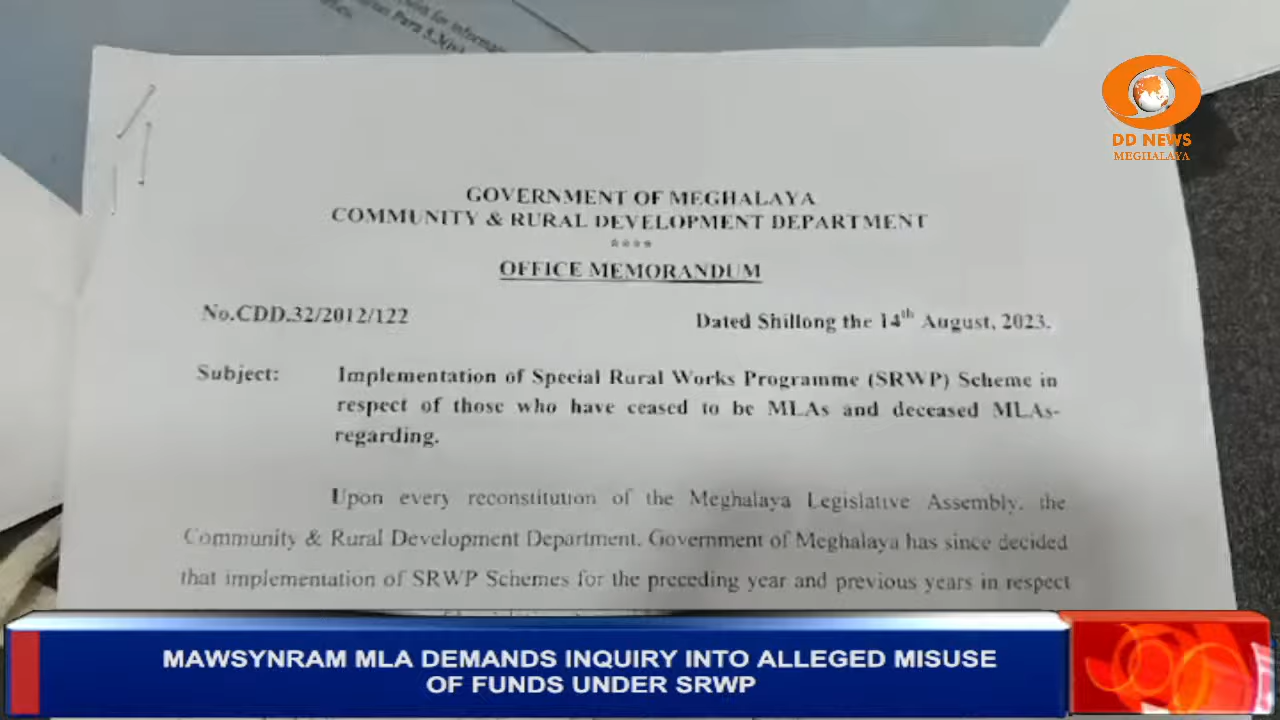 GOVERNMENT OF MEGHALAYA
COMMUNITY & RURAL DEVELOPMENT DEPARTMENT
****
OFFICE MEMORANDUM
No.CDD.32/2012/122
Dated Shillong the 14th August, 2023.
Subject:
Implementation of Special Rural Works Programme (SRWP) Scheme in
respect of those who have ceased to be MLAs and deceased MLAs-
regarding.
Upon every reconstitution of the Meghalaya Legislative Assembly, the
Community & Rural Development Department, Government of Meghalaya has since decided
that implementation of SRWP Schemes for the preceding year and previous years in respect
DD NEWS
MEGHALAYA
MAWSYNRAM MLA DEMANDS INQUIRY INTO ALLEGED MISUSE
OF FUNDS UNDER SRWP